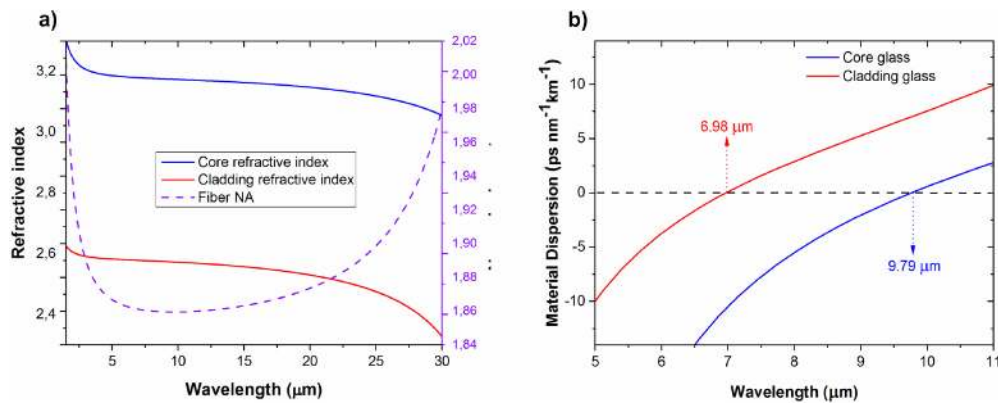 a)
Refractive index
3,2
3,0
2,8
2,6
2,4
2,02
2,00
1,98
1,96
1,94
1,92
1,90
1,88
1,86
1,84
Core refractive index
Cladding refractive index
Fiber NA
5
10
15
20
25
30
Wavelength (μm)
b)
Material Dispersion (ps nm⁻¹km⁻¹)
10
5
0
-5
-10
Core glass
Cladding glass
6.98 μm
9.79 μm
5
6
7
8
9
10
11
Wavelength (μm)